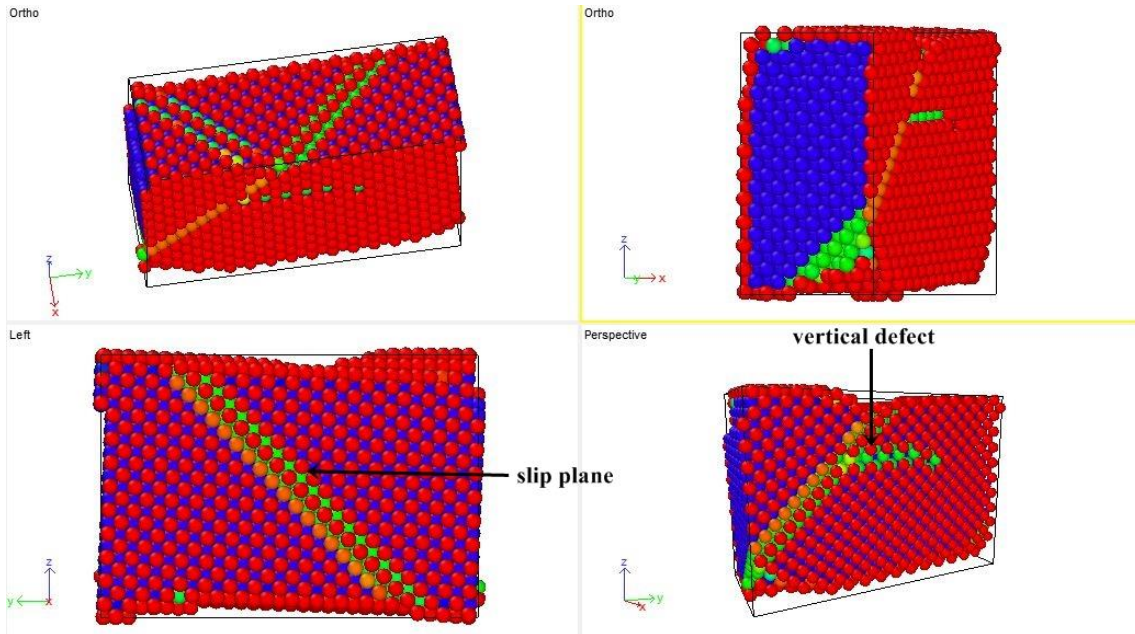 Ortho
z
y
x
Ortho
z
y
x
Left
slip plane
z
y
x
Perspective
vertical defect
z
y
x